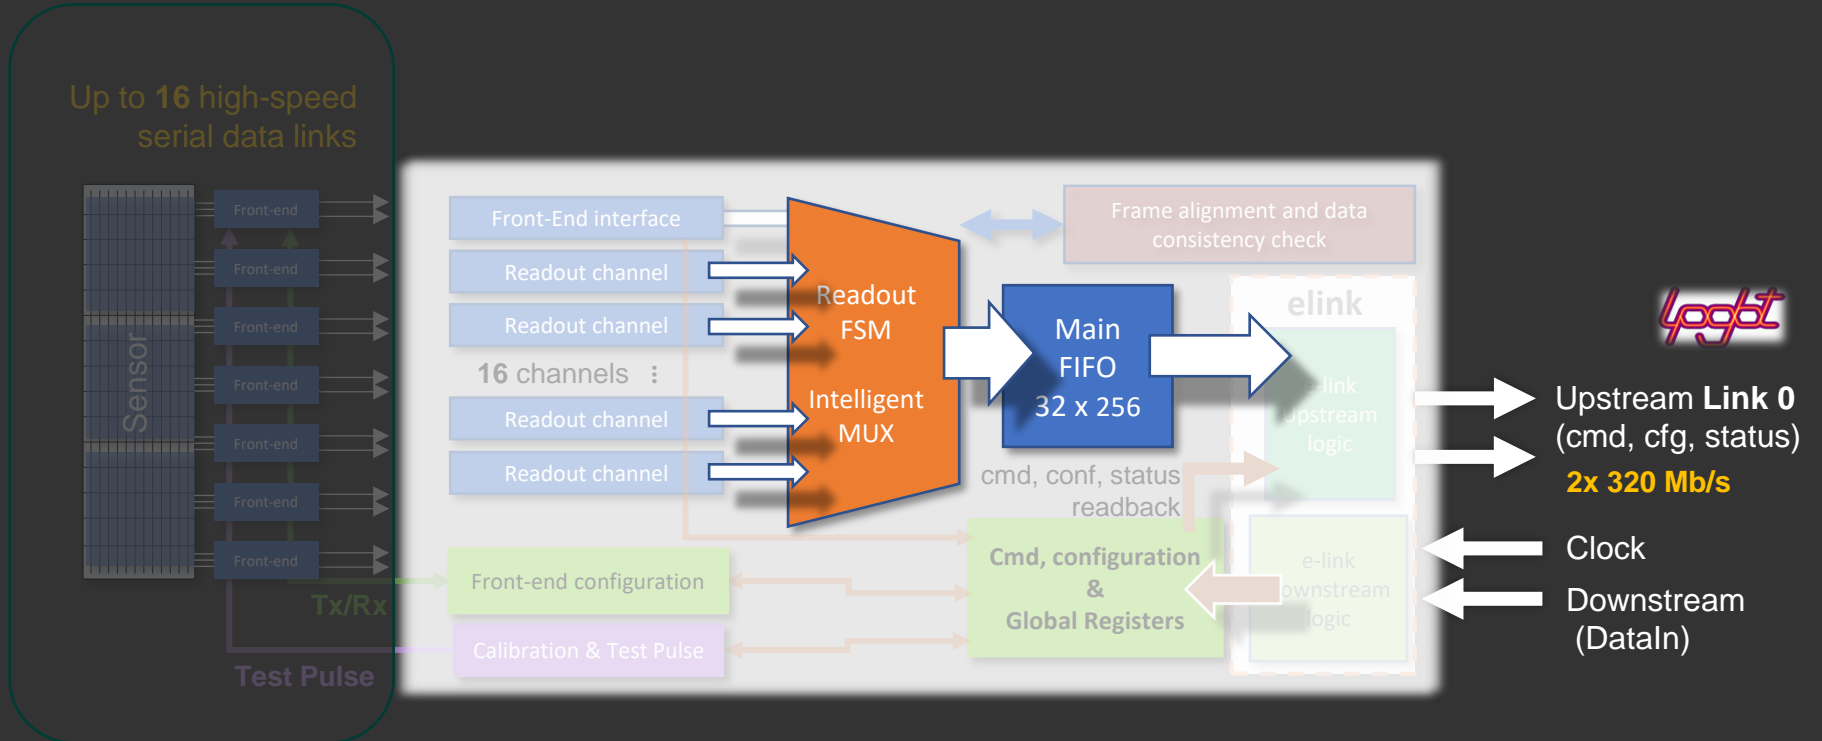 Up to 16 high-speed
serial data links
Sensor
Front-end
Front-end
Front-end
Front-end
Front-end
Front-end
Front-end
Tx/Rx
Test Pulse
Front-End interface
Readout channel
Readout channel
16 channels ⋮
Readout channel
Readout channel
Front-end configuration
Calibration & Test Pulse
Readout
FSM
Intelligent
MUX
Main
FIFO
32 x 256
Frame alignment and data
consistency check
cmd, conf, status
readback
Cmd, configuration
&
Global Registers
elink
e-link
Upstream
logic
e-link
Downstream
logic
lpgbt
Upstream Link 0
(cmd, cfg, status)
2x 320 Mb/s
Clock
Downstream
(DataIn)